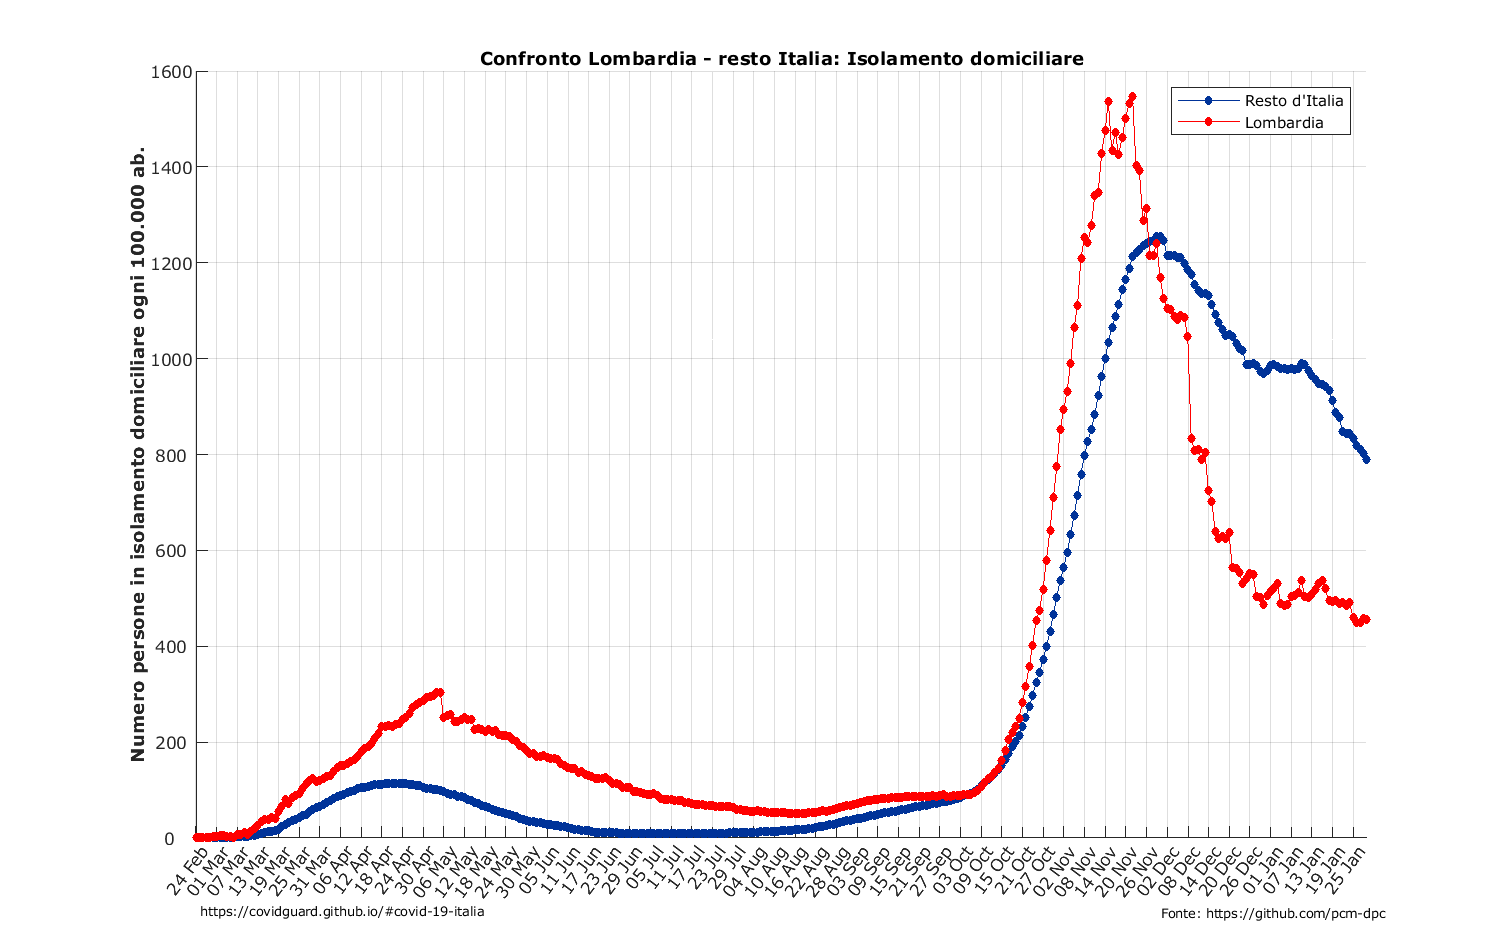 Confronto Lombardia - resto Italia: Isolamento domiciliare
Numero persone in isolamento domiciliare ogni 100.000 ab.
1600
1400
1200
1000
800
600
400
200
0
Resto d'Italia
Lombardia
24 Feb
01 Mar
07 Mar
13 Mar
19 Mar
25 Mar
31 Mar
06 Apr
12 Apr
18 Apr
24 Apr
30 Apr
06 May
12 May
18 May
24 May
30 May
05 Jun
11 Jun
17 Jun
23 Jun
29 Jun
05 Jul
11 Jul
17 Jul
23 Jul
29 Jul
04 Aug
10 Aug
16 Aug
22 Aug
28 Aug
03 Sep
09 Sep
15 Sep
21 Sep
27 Sep
03 Oct
09 Oct
15 Oct
21 Oct
27 Oct
02 Nov
08 Nov
14 Nov
20 Nov
26 Nov
02 Dec
08 Dec
14 Dec
20 Dec
26 Dec
01 Jan
07 Jan
13 Jan
19 Jan
25 Jan
https://covidguard.github.io/#covid-19-italia
Fonte: https://github.com/pcm-dpc